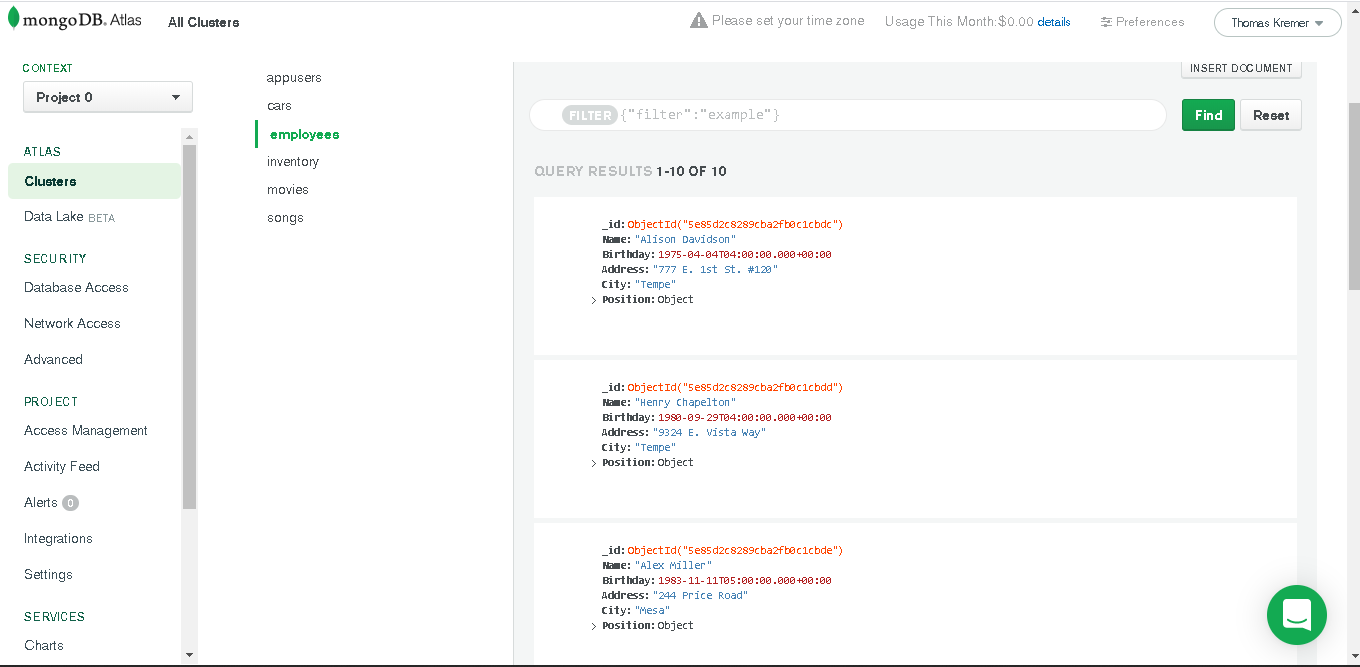 mongoDB. Atlas
All Clusters
Please set your time zone
Usage This Month:$0.00 details
Preferences
Thomas Kremer
CONTEXT
Project 0
ATLAS
Clusters
Data Lake BETA
SECURITY
Database Access
Network Access
Advanced
PROJECT
Access Management
Activity Feed
Alerts 0
Integrations
Settings
SERVICES
Charts
appusers
cars
employees
inventory
movies
songs
INSERT DOCUMENT
FILTER {"filter":"example"}
Find
Reset
QUERY RESULTS 1-10 OF 10
_id:ObjectId("5e85d2c8289cba2fb0c1cbdc")
Name:"Alison Davidson"
Birthday:1975-04-04T04:00:00.000+00:00
Address:"777 E. 1st St. #120"
City:"Tempe"
> Position:Object
_id:ObjectId("5e85d2c8289cba2fb0c1cbdd")
Name:"Henry Chapelton"
Birthday:1980-09-29T04:00:00.000+00:00
Address:"9324 E. Vista Way"
City:"Tempe"
> Position:Object
_id:ObjectId("5e85d2c8289cba2fb0c1cbde")
Name:"Alex Miller"
Birthday:1983-11-11T05:00:00.000+00:00
Address:"244 Price Road"
City:"Mesa"
> Position:Object